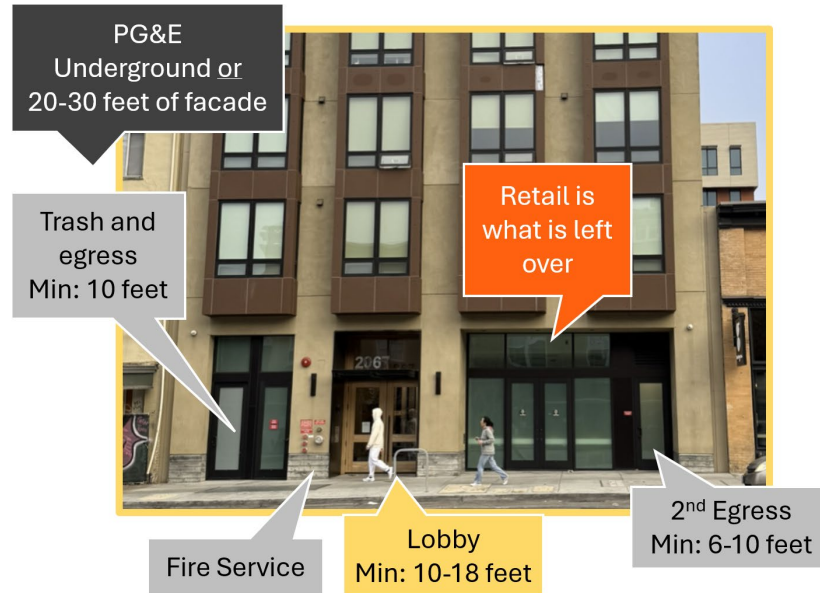 PG&E
Underground or
20-30 feet of facade
Trash and
egress
Min: 10 feet
Retail is
what is left
over
206
Fire Service
Lobby
Min: 10-18 feet
2nd Egress
Min: 6-10 feet